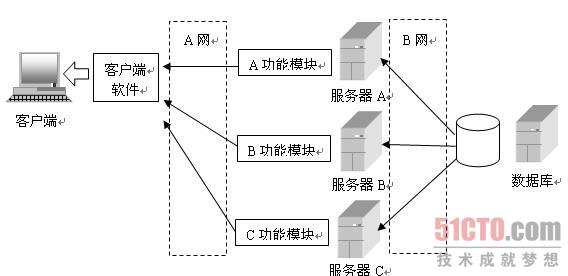 A 网
B 网
A 功能模块
客户端
软件
服务器 A
客户端
B 功能模块
服务器 B
数据库
C 功能模块
服务器 C
51CTO.com
技术成就梦想